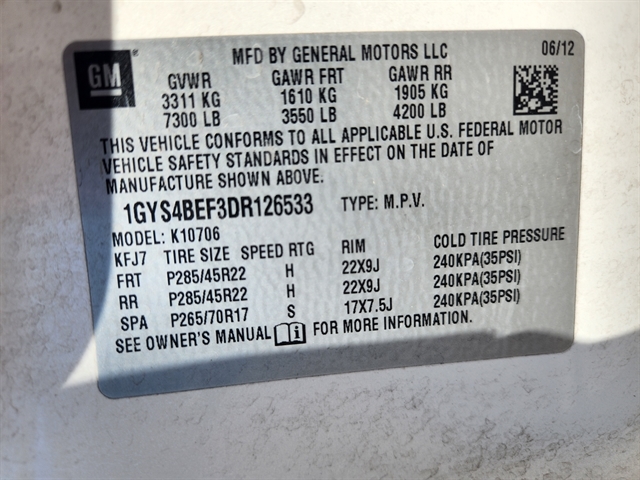 GM
MFD BY GENERAL MOTORS LLC 06/12
GVWR GAWR FRT GAWR RR
3311 KG 1610 KG 1905 KG
7300 LB 3550 LB 4200 LB
THIS VEHICLE CONFORMS TO ALL APPLICABLE U.S. FEDERAL MOTOR
VEHICLE SAFETY STANDARDS IN EFFECT ON THE DATE OF
MANUFACTURE SHOWN ABOVE.
1GYS4BEF3DR126533 TYPE: M.P.V.
MODEL: K10706
KFJ7 TIRE SIZE SPEED RTG RIM COLD TIRE PRESSURE
FRT P285/45R22 H 22X9J 240KPA(35PSI)
RR P285/45R22 H 22X9J 240KPA(35PSI)
SPA P265/70R17 S 17X7.5J 240KPA(35PSI)
SEE OWNER'S MANUAL FOR MORE INFORMATION.